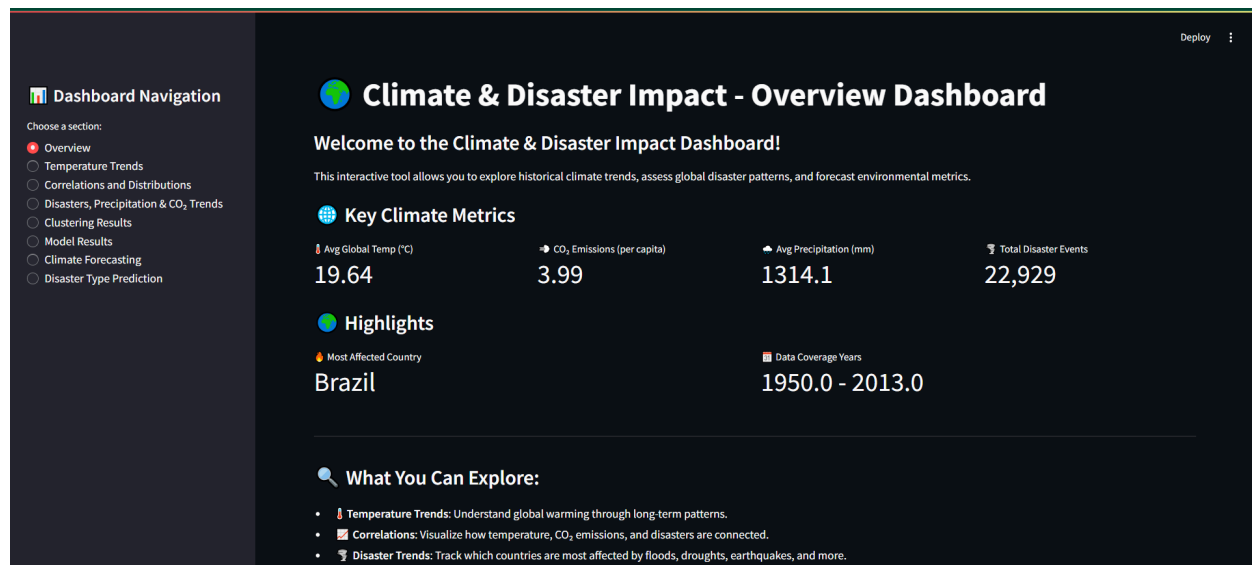 Deploy
📊 Dashboard Navigation
Choose a section:
Overview
Temperature Trends
Correlations and Distributions
Disasters, Precipitation & CO₂ Trends
Clustering Results
Model Results
Climate Forecasting
Disaster Type Prediction
🌍 Climate & Disaster Impact - Overview Dashboard
Welcome to the Climate & Disaster Impact Dashboard!
This interactive tool allows you to explore historical climate trends, assess global disaster patterns, and forecast environmental metrics.
🌐 Key Climate Metrics
🌡 Avg Global Temp (°C)
19.64
💨 CO₂ Emissions (per capita)
3.99
🌧 Avg Precipitation (mm)
1314.1
🌪 Total Disaster Events
22,929
🌍 Highlights
🔥 Most Affected Country
Brazil
📅 Data Coverage Years
1950.0 - 2013.0
🔍 What You Can Explore:
• 🌡 Temperature Trends: Understand global warming through long-term patterns.
• 📈 Correlations: Visualize how temperature, CO₂ emissions, and disasters are connected.
• 🌪 Disaster Trends: Track which countries are most affected by floods, droughts, earthquakes, and more.